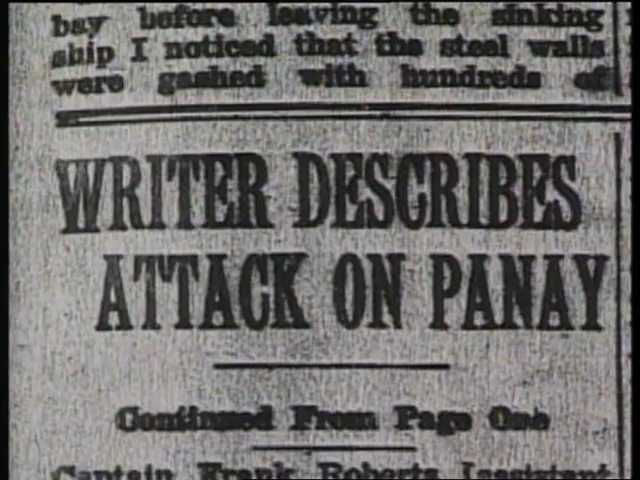 bay before leaving the sinking
ship I noticed that the steel walls
were gashed with hundreds of
WRITER DESCRIBES
ATTACK ON PANAY
Continued From Page One
Captain Frank Roberts